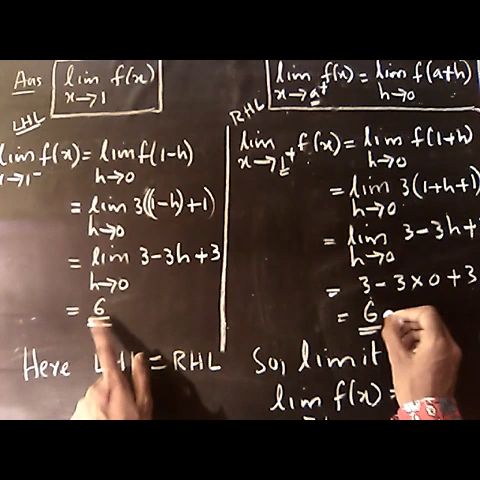 Ans lim f(x)
x→1
LHL
lim f(x) = lim f(1-h)
x→1⁻ h→0
= lim 3((1-h)+1)
h→0
= lim 3-3h+3
h→0
= 6
RHL
lim f(x) = lim f(a+h)
x→a⁺ h→0
lim f(x) = lim f(1+h)
x→1⁺ h→0
= lim 3(1+h+1)
h→0
= lim 3-3h+
h→0
= 3-3×0+3
= 6
Here = RHL So, limit
lim f(x) =